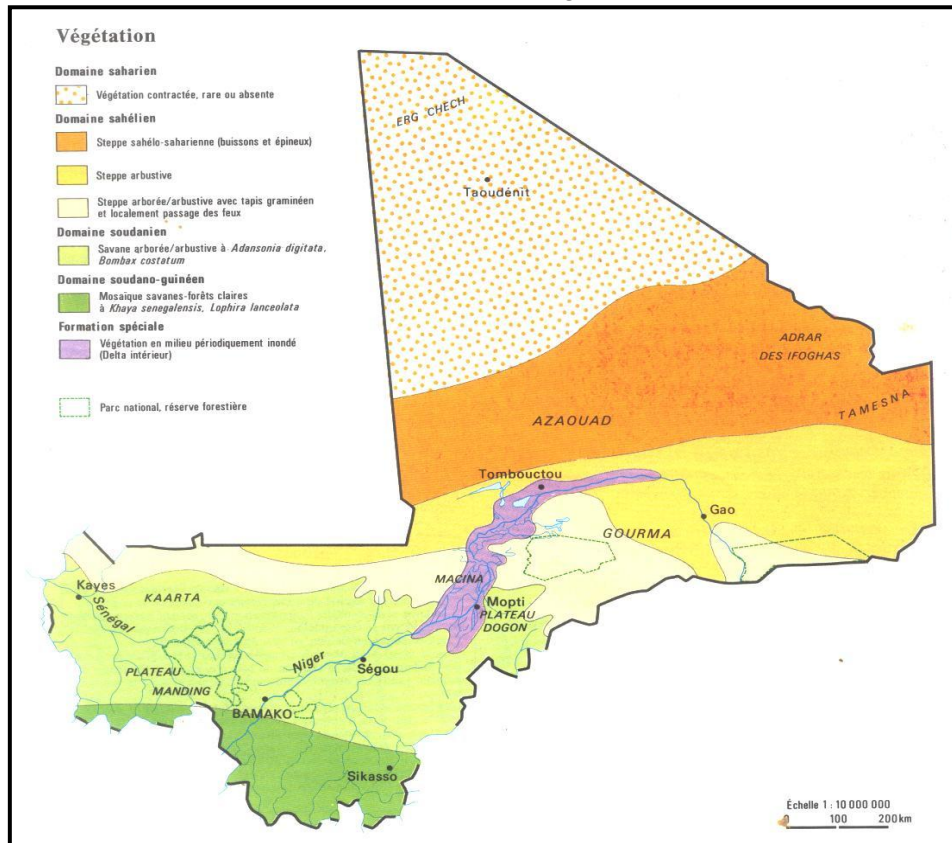 Végétation
Domaine saharien
Végétation contractée, rare ou absente
Domaine sahélien
Steppe sahélo-saharienne (buissons et épineux)
Steppe arbustive
Steppe arborée/arbustive avec tapis graminéen
et localement passage des feux
Domaine soudanien
Savane arborée/arbustive à Adansonia digitata,
Bombax costatum
Domaine soudano-guinéen
Mosaïque savanes-forêts claires
à Khaya senegalensis, Lophira lanceolata
Formation spéciale
Végétation en milieu périodiquement inondé
(Delta intérieur)
Parc national, réserve forestière
ERG CHECH
Taoudénit
ADRAR
DES IFOGHAS
TAMESNA
AZAOUAD
Tombouctou
Gao
GOURMA
MACINA
Mopti
PLATEAU
DOGON
Kayes
KAARTA
Sénégal
PLATEAU
MANDING
Niger
Ségou
BAMAKO
Sikasso
Échelle 1 : 10 000 000
0 100 200 km